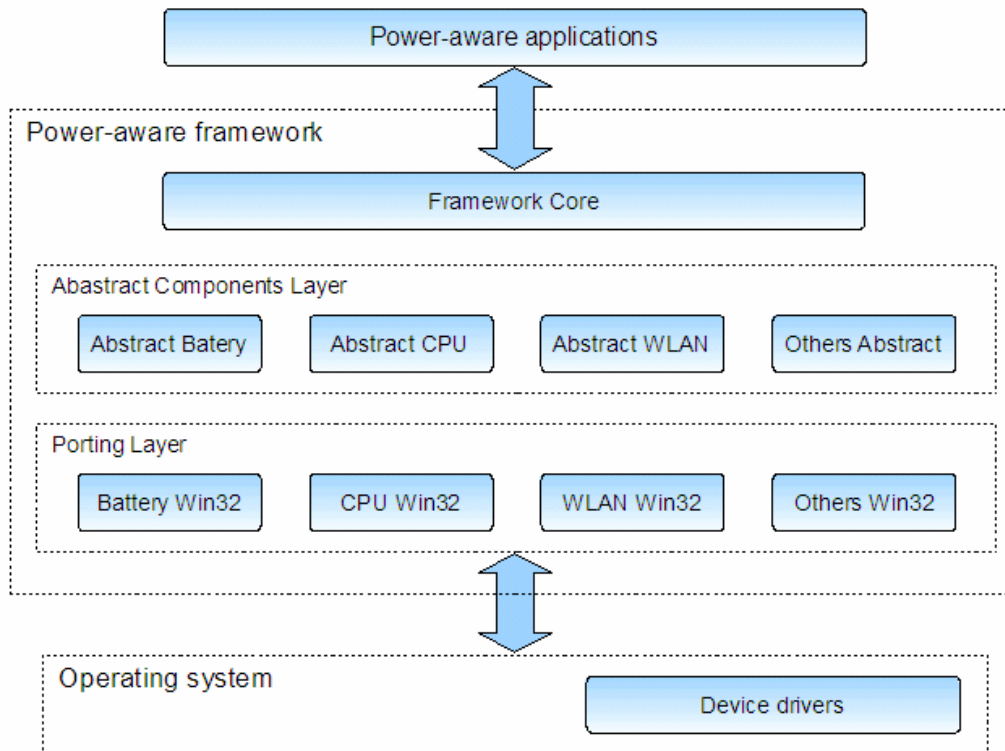 Power-aware applications
Power-aware framework
Framework Core
Abastract Components Layer
Abstract Batery
Abstract CPU
Abstract WLAN
Others Abstract
Porting Layer
Battery Win32
CPU Win32
WLAN Win32
Others Win32
Operating system
Device drivers